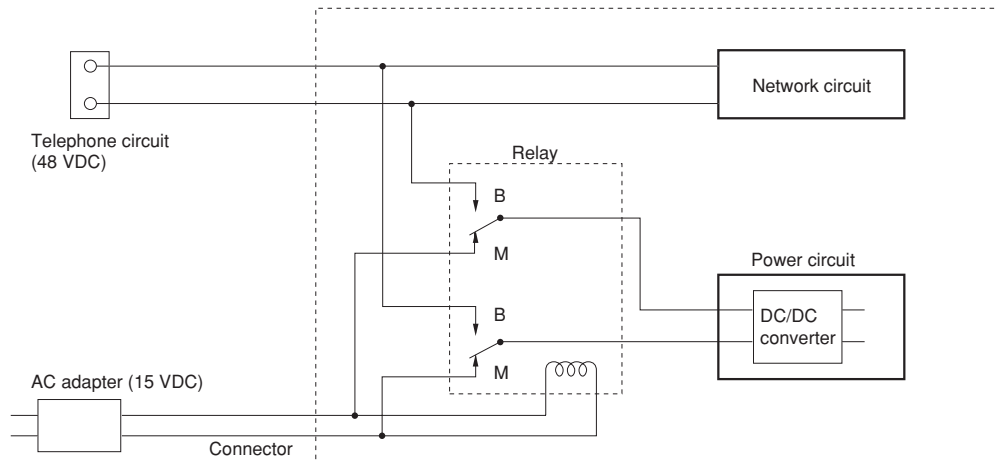 Network circuit
Telephone circuit
(48 VDC)
Relay
B
M
Power circuit
B
DC/DC
converter
M
AC adapter (15 VDC)
Connector